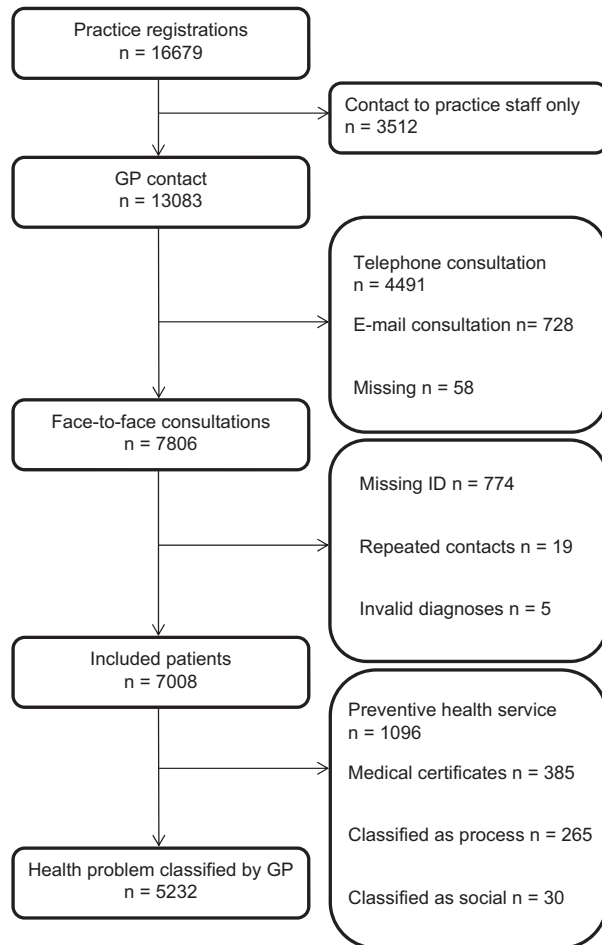 Practice registrations
n = 16679
Contact to practice staff only
n = 3512
GP contact
n = 13083
Telephone consultation
n = 4491
E-mail consultation n= 728
Missing n = 58
Face-to-face consultations
n = 7806
Missing ID n = 774
Repeated contacts n = 19
Invalid diagnoses n = 5
Included patients
n = 7008
Preventive health service
n = 1096
Medical certificates n = 385
Classified as process n = 265
Classified as social n = 30
Health problem classified by GP
n = 5232